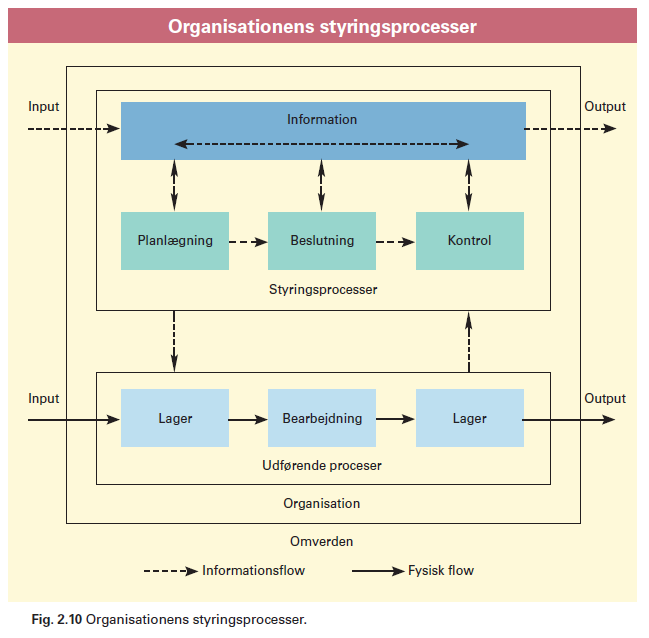 Organisationens styringsprocesser
Input
Output
Information
Planlægning
Beslutning
Kontrol
Styringsprocesser
Input
Output
Lager
Bearbejdning
Lager
Udførende proceser
Organisation
Omverden
Informationsflow
Fysisk flow
Fig. 2.10 Organisationens styringsprocesser.